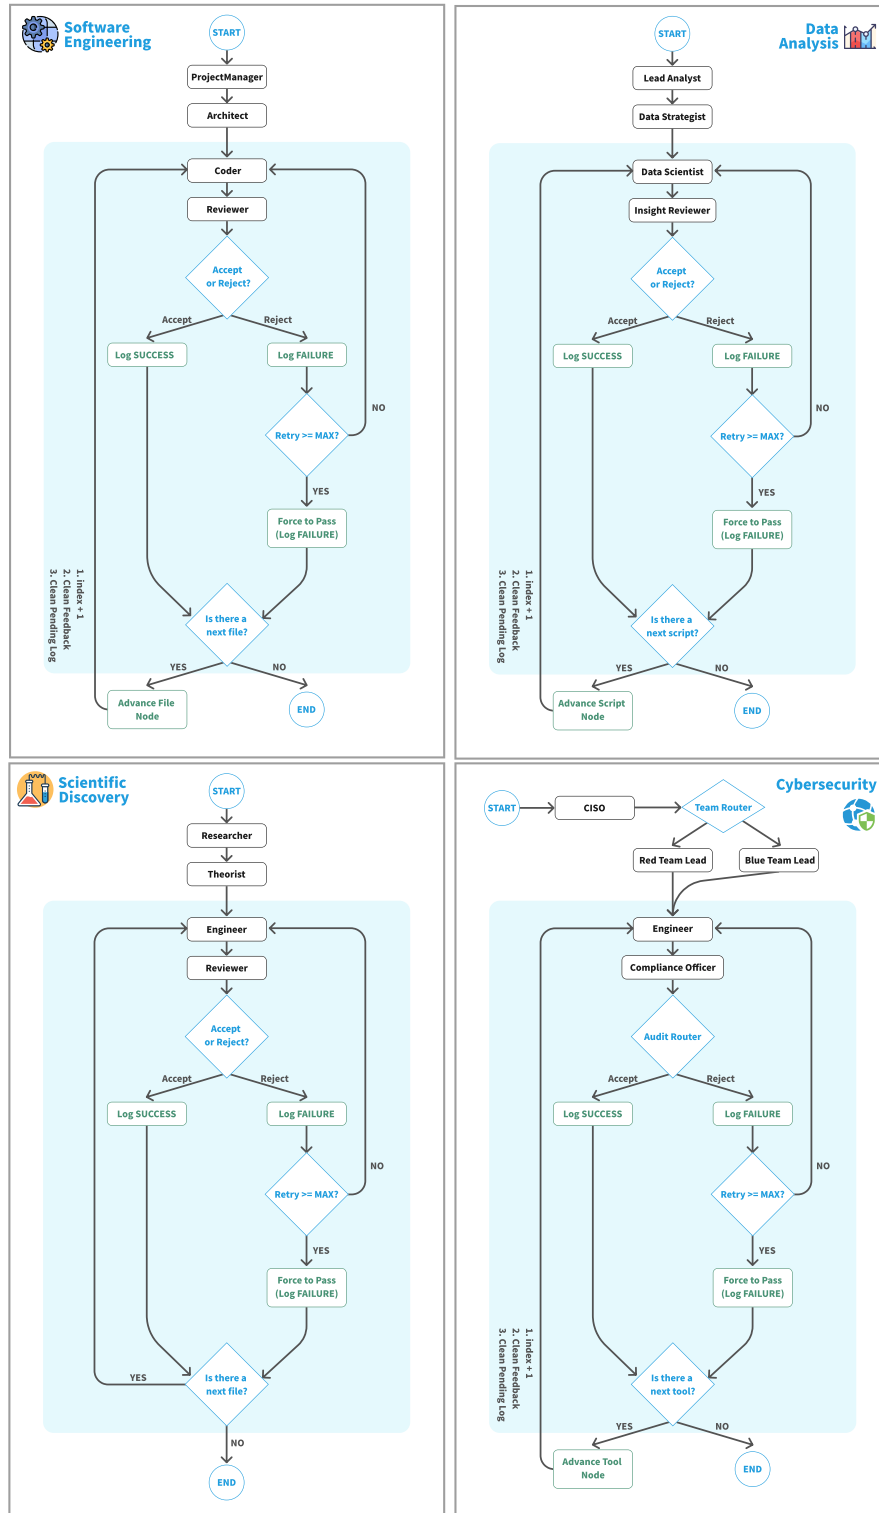 Software
Engineering
START
ProjectManager
Architect
Coder
Reviewer
Accept
or Reject?
Accept
Reject
Log SUCCESS
Log FAILURE
NO
Retry >= MAX?
YES
Force to Pass
(Log FAILURE)
1. index + 1
2. Clean Feedback
3. Clean Pending Log
Is there a
next file?
YES
NO
Advance File
Node
END
Data
Analysis
START
Lead Analyst
Data Strategist
Data Scientist
Insight Reviewer
Accept
or Reject?
Accept
Reject
Log SUCCESS
Log FAILURE
NO
Retry >= MAX?
YES
Force to Pass
(Log FAILURE)
1. index + 1
2. Clean Feedback
3. Clean Pending Log
Is there a
next script?
YES
NO
Advance Script
Node
END
Scientific
Discovery
START
Researcher
Theorist
Engineer
Reviewer
Accept
or Reject?
Accept
Reject
Log SUCCESS
Log FAILURE
NO
Retry >= MAX?
YES
Force to Pass
(Log FAILURE)
Is there a
next file?
YES
NO
END
Cybersecurity
START
CISO
Team Router
Red Team Lead
Blue Team Lead
Engineer
Compliance Officer
Audit Router
Accept
Reject
Log SUCCESS
Log FAILURE
NO
Retry >= MAX?
YES
Force to Pass
(Log FAILURE)
1. index + 1
2. Clean Feedback
3. Clean Pending Log
Is there a
next tool?
YES
NO
Advance Tool
Node
END